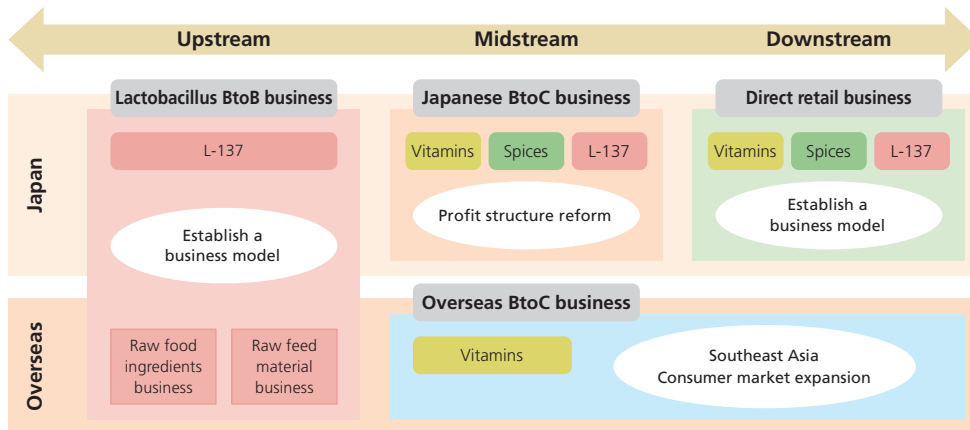 Upstream
Midstream
Downstream
Japan
Lactobacillus BtoB business
L-137
Establish a
business model
Japanese BtoC business
Vitamins
Spices
L-137
Profit structure reform
Direct retail business
Vitamins
Spices
L-137
Establish a
business model
Overseas
Raw food
ingredients
business
Raw feed
material
business
Overseas BtoC business
Vitamins
Southeast Asia
Consumer market expansion